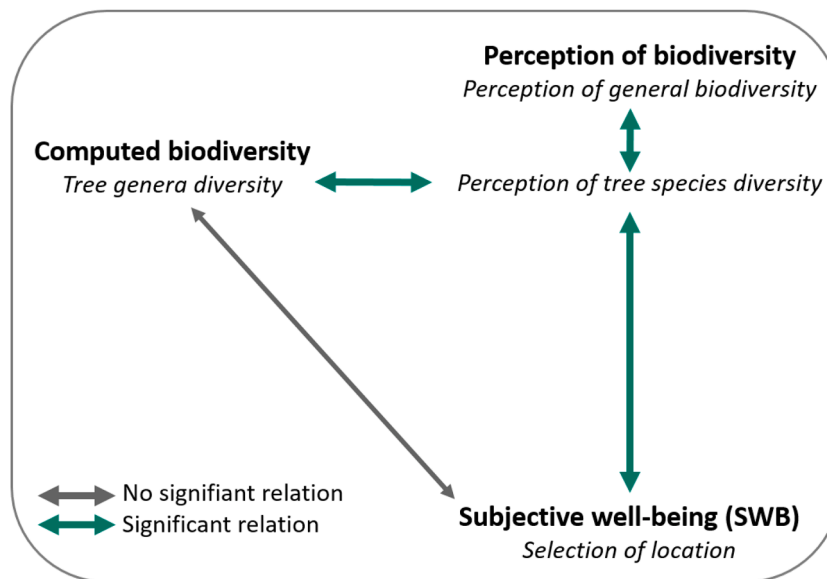 Perception of biodiversity
Perception of general biodiversity
Computed biodiversity
Tree genera diversity
Perception of tree species diversity
No signifiant relation
Significant relation
Subjective well-being (SWB)
Selection of location